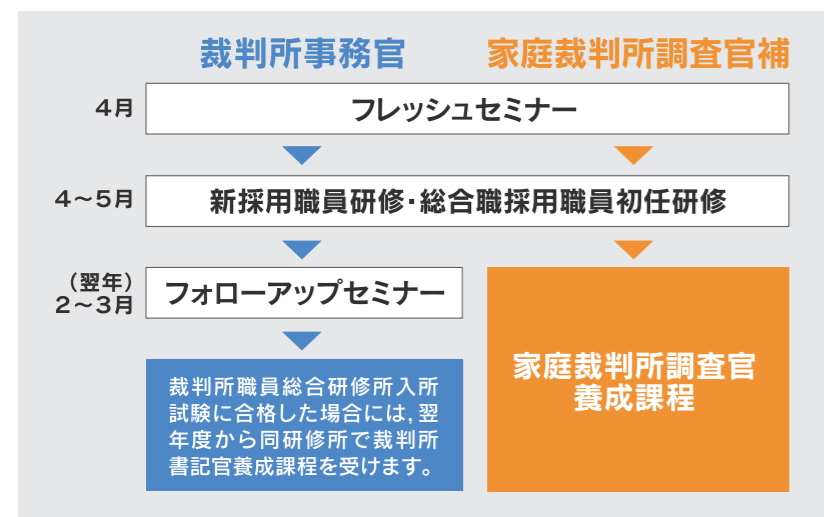 裁判所事務官
家庭裁判所調査官補
4月
フレッシュセミナー
4～5月
新採用職員研修・総合職採用職員初任研修
（翌年）
2～3月
フォローアップセミナー
裁判所職員総合研修所入所
試験に合格した場合には，翌
年度から同研修所で裁判所
書記官養成課程を受けます。
家庭裁判所調査官
養成課程